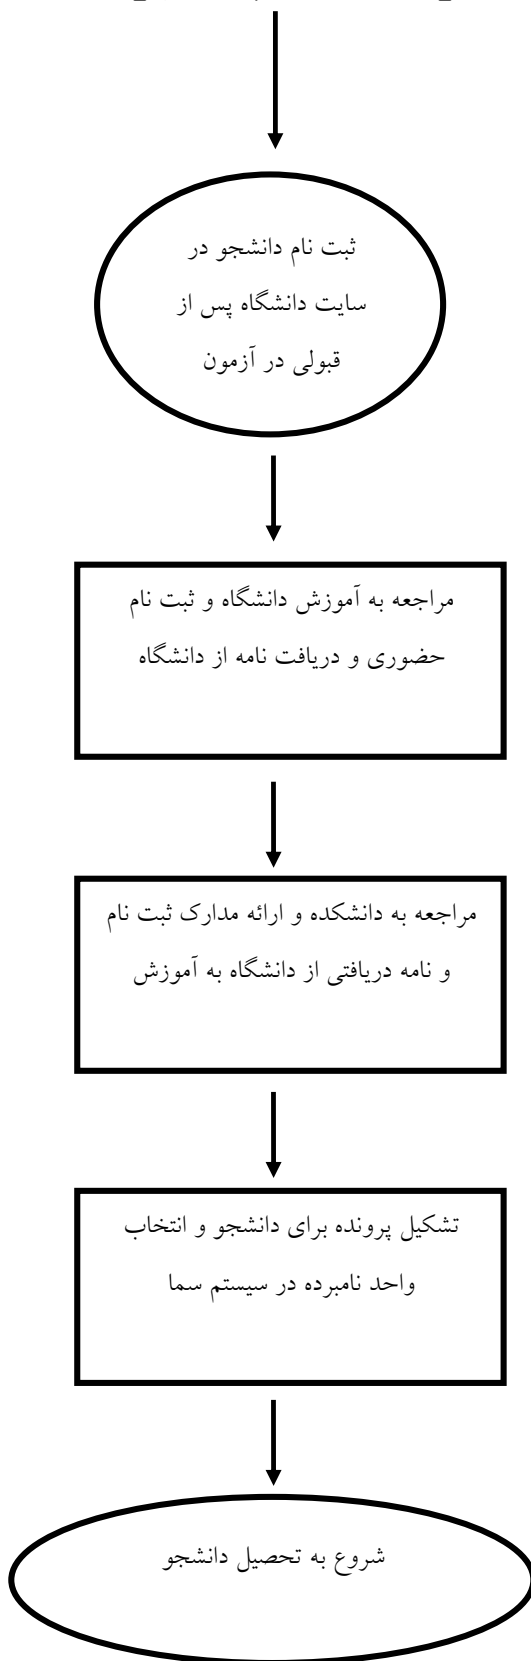 ثبت نام دانشجو در
سایت دانشگاه پس از
قبولی در آزمون
مراجعه به آموزش دانشگاه و ثبت نام
حضوری و دریافت نامه از دانشگاه
مراجعه به دانشکده و ارائه مدارک ثبت نام
و نامه دریافتی از دانشگاه به آموزش
تشکیل پرونده برای دانشجو و انتخاب
واحد نامبرده در سیستم سما
شروع به تحصیل دانشجو